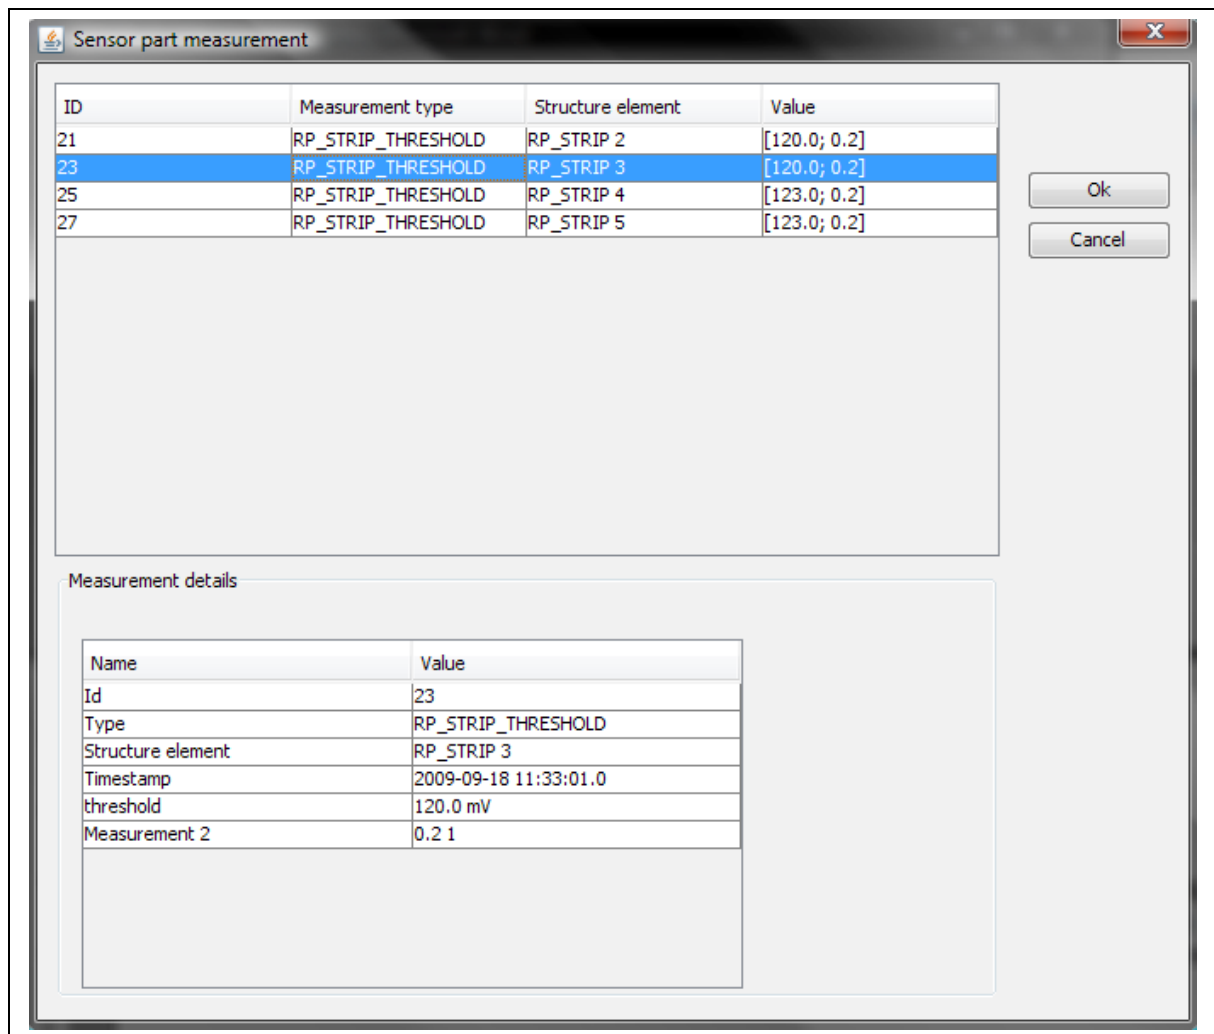 Sensor part measurement
X
ID Measurement type Structure element Value
21 RP_STRIP_THRESHOLD RP_STRIP 2 [120.0; 0.2]
23 RP_STRIP_THRESHOLD RP_STRIP 3 [120.0; 0.2]
25 RP_STRIP_THRESHOLD RP_STRIP 4 [123.0; 0.2]
27 RP_STRIP_THRESHOLD RP_STRIP 5 [123.0; 0.2]
Ok
Cancel
Measurement details
Name Value
Id 23
Type RP_STRIP_THRESHOLD
Structure element RP_STRIP 3
Timestamp 2009-09-18 11:33:01.0
threshold 120.0 mV
Measurement 2 0.2 1